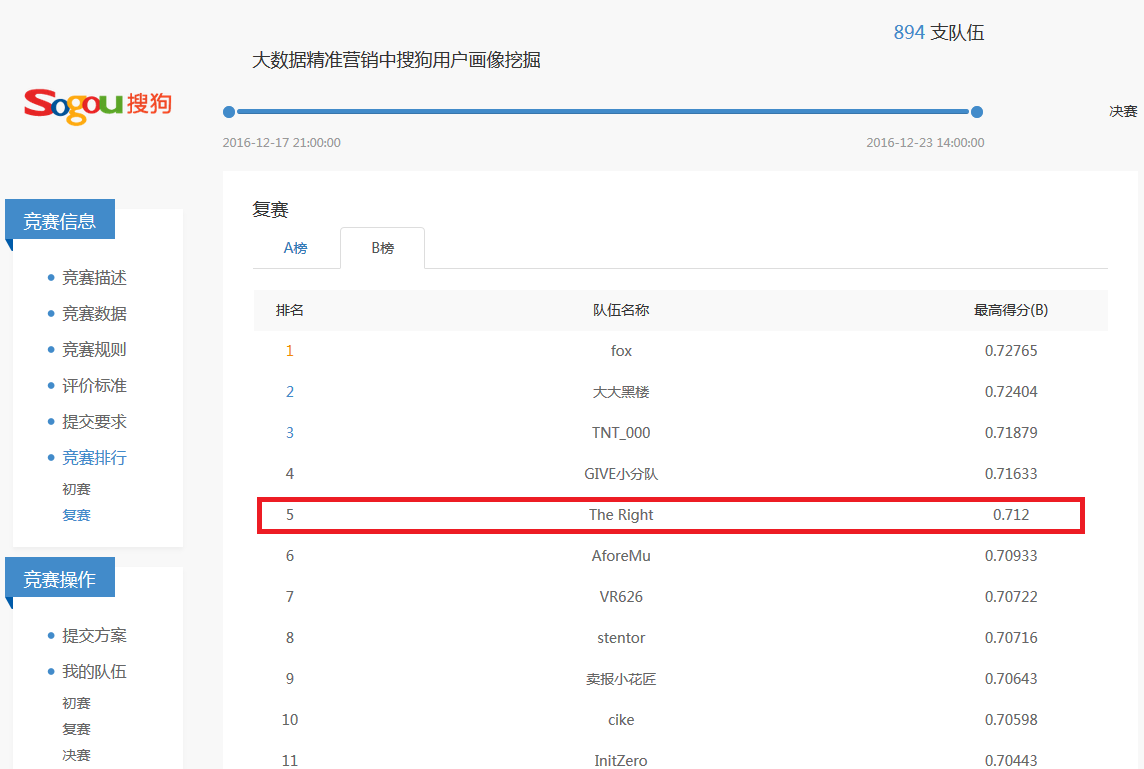 894 支队伍
大数据精准营销中搜狗用户画像挖掘
Sogou搜狗
决赛
2016-12-17 21:00:00 2016-12-23 14:00:00
竞赛信息
竞赛描述
竞赛数据
竞赛规则
评价标准
提交要求
竞赛排行
初赛
复赛
竞赛操作
提交方案
我的队伍
初赛
复赛
决赛
复赛
A榜 B榜
排名 队伍名称 最高得分(B)
1 fox 0.72765
2 大大黑楼 0.72404
3 TNT_000 0.71879
4 GIVE小分队 0.71633
5 The Right 0.712
6 AforeMu 0.70933
7 VR626 0.70722
8 stentor 0.70716
9 卖报小花匠 0.70643
10 cike 0.70598
11 InitZero 0.70443